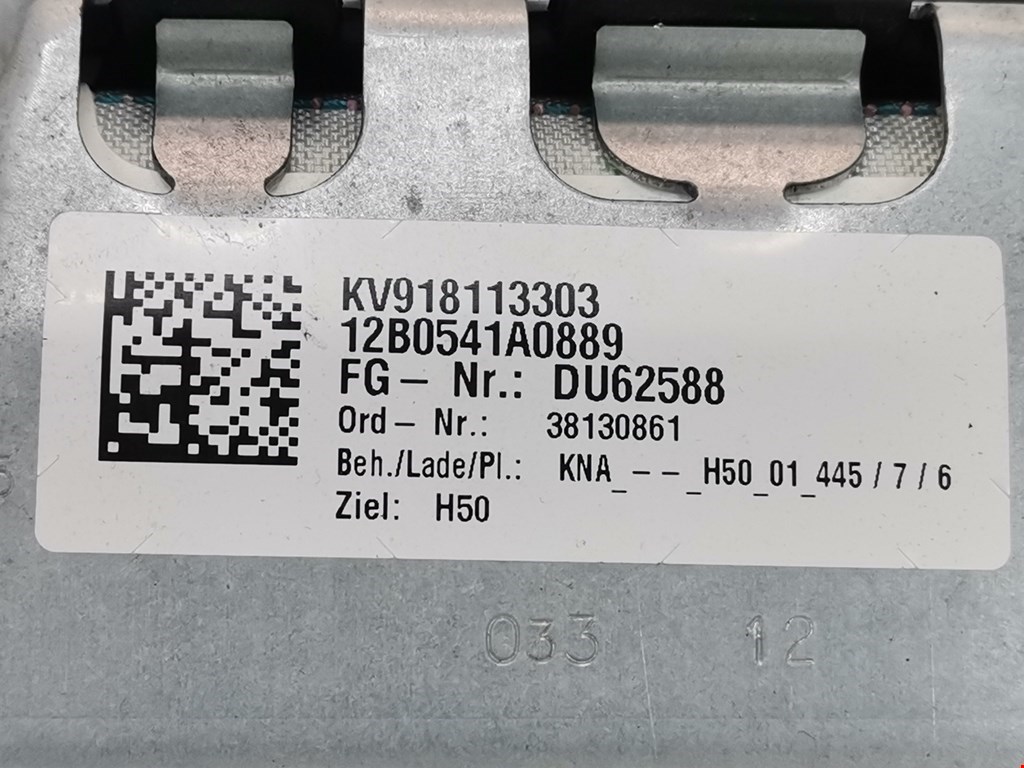 KV918113303
12B0541A0889
FG – Nr.: DU62588
Ord – Nr.: 38130861
Beh./Lade/Pl.: KNA_ – – _H50_01_445 / 7 / 6
Ziel: H50
033 12